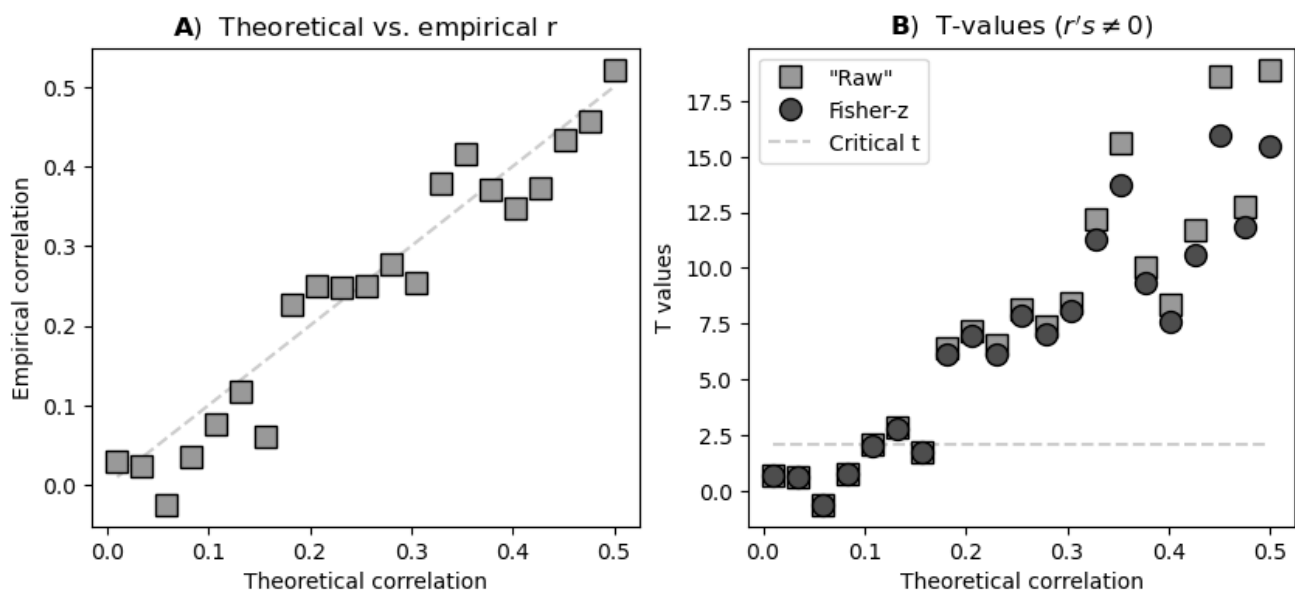 A) Theoretical vs. empirical r
Empirical correlation
0.5
0.4
0.3
0.2
0.1
0.0
0.0 0.1 0.2 0.3 0.4 0.5
Theoretical correlation
B) T-values (r's ≠ 0)
"Raw"
Fisher-z
Critical t
T values
17.5
15.0
12.5
10.0
7.5
5.0
2.5
0.0
0.0 0.1 0.2 0.3 0.4 0.5
Theoretical correlation